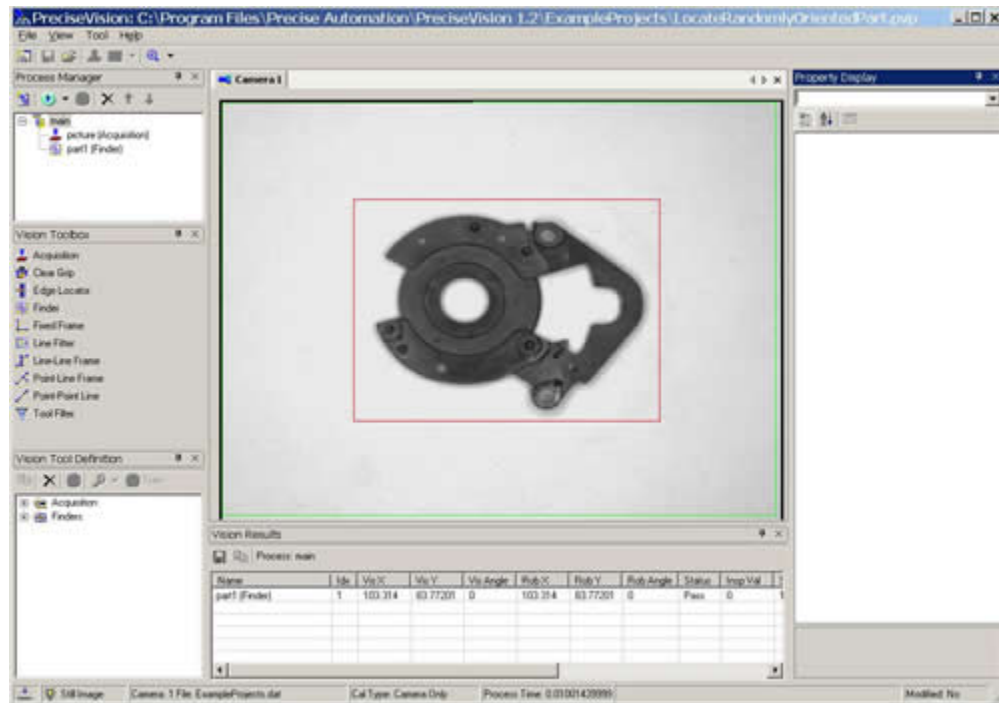 PreciseVision: C:\Program Files\Precise Automation\PreciseVision 1.2\ExampleProjects\LocateRandomlyOrientedPart.pvp
File View Tool Help
Process Manager
main
picture (Acquisition)
part1 (Finder)
Vision Toolbox
Acquisition
Clear Grip
Edge Locator
Finder
Fixed Frame
Line Fitter
Line-Line Frame
Point-Line Frame
Point-Point Line
Tool Filter
Vision Tool Definition
Acquisition
Finders
Camera 1
Vision Results
Process: main
Name Idx Vis X Vis Y Vis Angle Rob X Rob Y Rob Angle Status Insp Val
part1 (Finder) 1 103.314 83.77201 0 103.314 83.77201 0 Pass 0
Property Display
Still Image Camera: 1 File: ExampleProjects.dat Cal Type: Camera Only Process Time: 0.01001439999 Modified: No